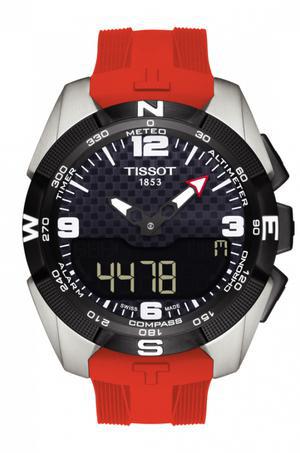 N
METEO
330
30
300
60
W
270
E
90
240
120
210
150
S
TIMER
ALTIMETER
ALARM
CHRONO
COMPASS
12
TISSOT
1853
9
3
M
4478
6
SWISS MADE